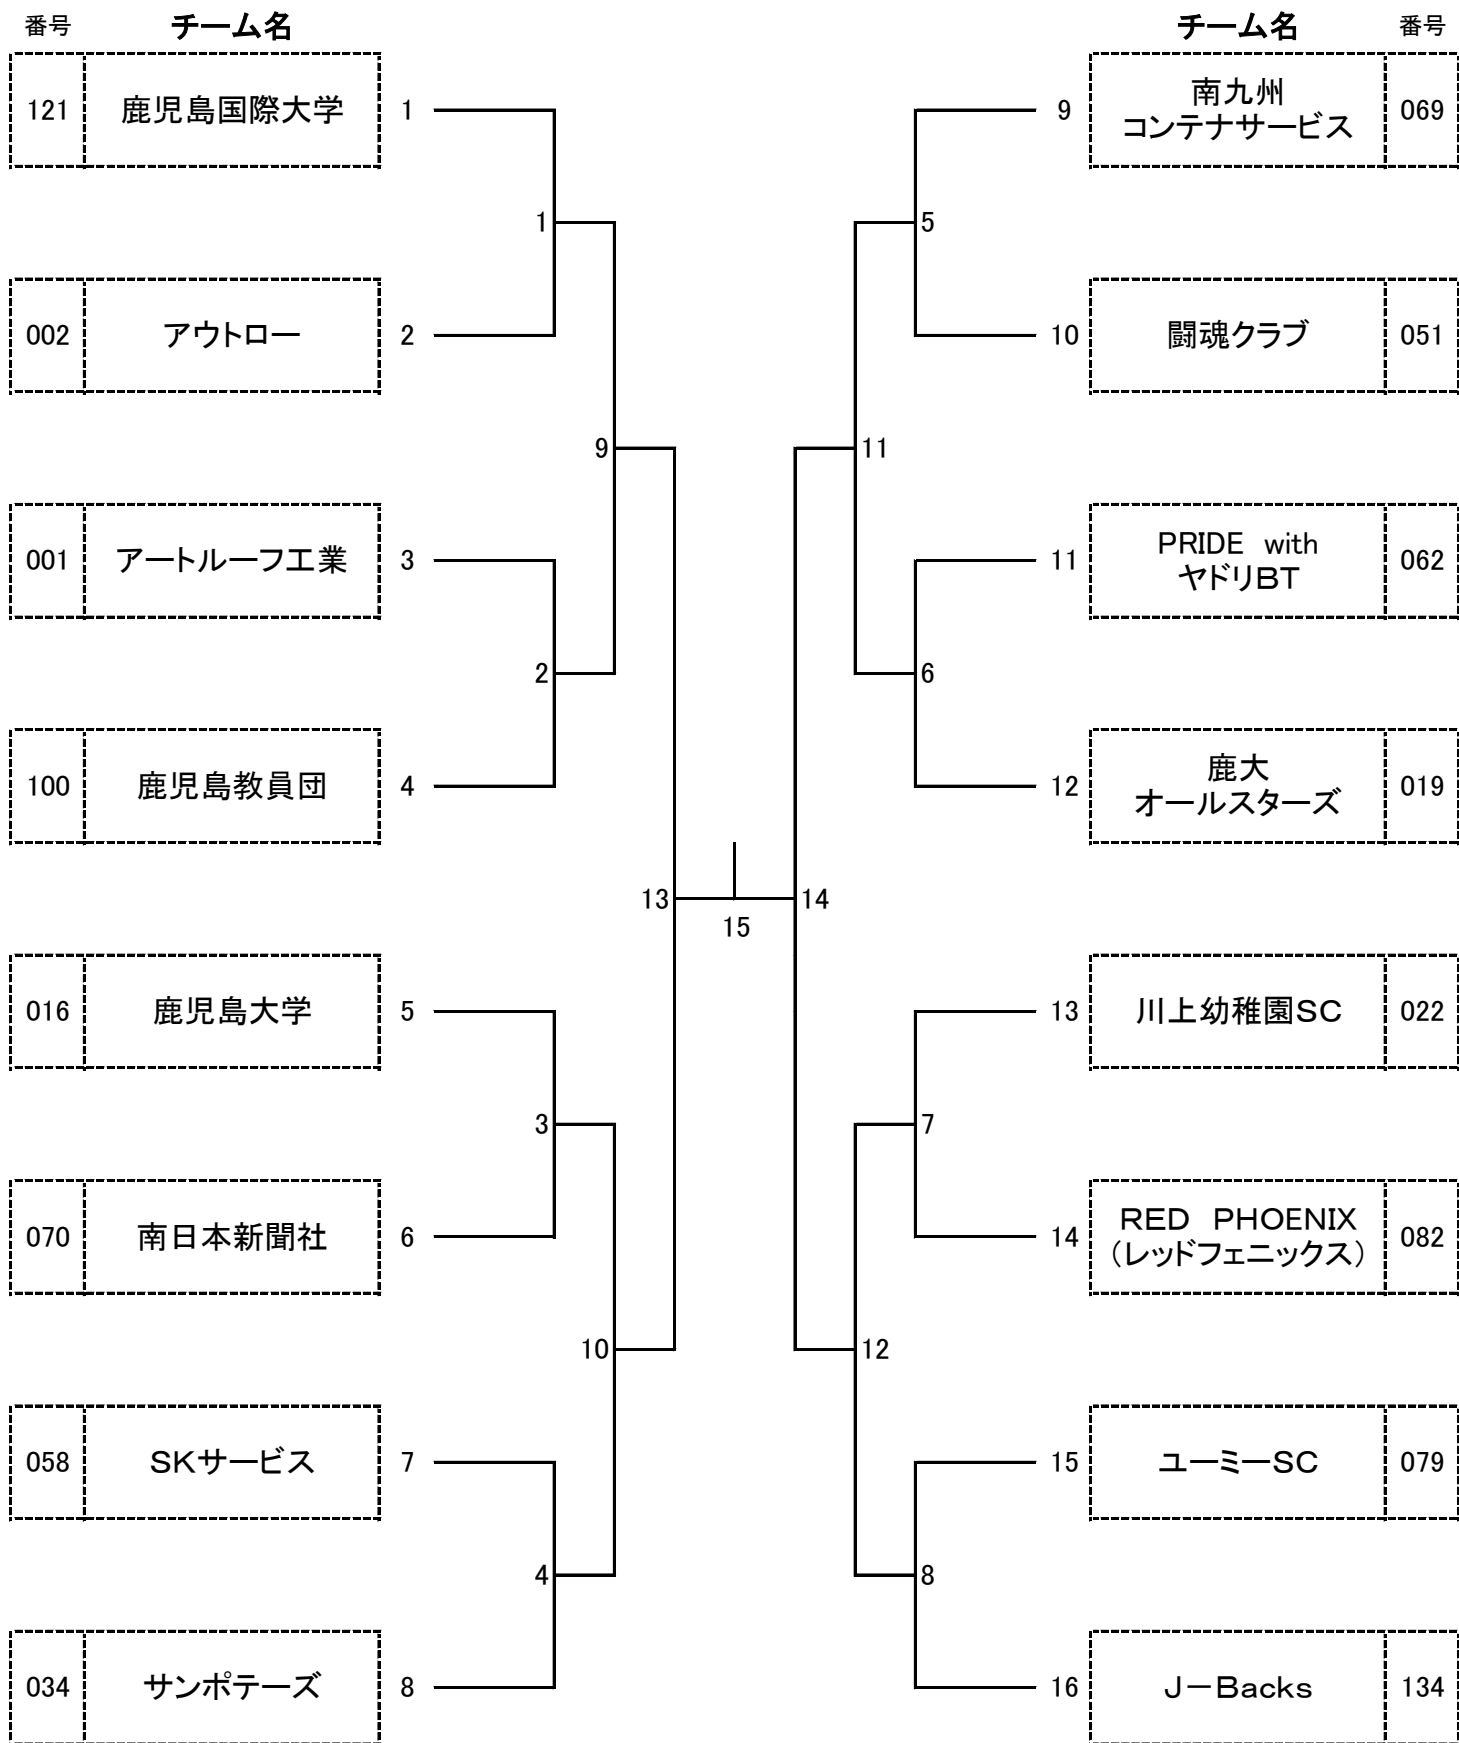 番号 チーム名 チーム名 番号
121 鹿児島国際大学 1
9 南九州
コンテナサービス 069
1
5
002 アウトロー 2
10 闘魂クラブ 051
9
11
001 アートルーフ工業 3
11 PRIDE with
ヤドリBT 062
2
6
100 鹿児島教員団 4
12 鹿大
オールスターズ 019
13
14
15
016 鹿児島大学 5
13 川上幼稚園SC 022
3
7
070 南日本新聞社 6
14 RED PHOENIX
(レッドフェニックス) 082
10
12
058 SKサービス 7
15 ユーミーSC 079
4
8
034 サンポテーズ 8
16 J－Backs 134